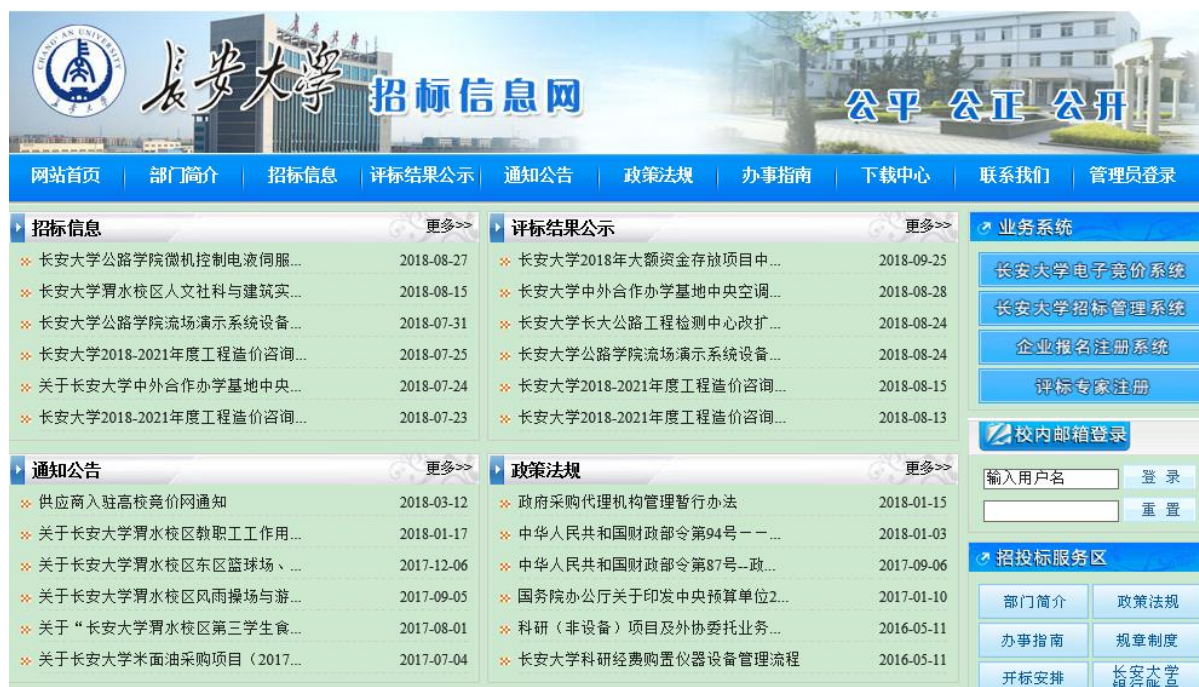 CHANG'AN UNIVERSITY
长安大学
长安大学 招标信息网
公平 公正 公开
网站首页 部门简介 招标信息 评标结果公示 通知公告 政策法规 办事指南 下载中心 联系我们 管理员登录
招标信息 更多>>
长安大学公路学院微机控制电液伺服... 2018-08-27
长安大学渭水校区人文社科与建筑实... 2018-08-15
长安大学公路学院流场演示系统设备... 2018-07-31
长安大学2018-2021年度工程造价咨询... 2018-07-25
关于长安大学中外合作办学基地中央... 2018-07-24
长安大学2018-2021年度工程造价咨询... 2018-07-23
评标结果公示 更多>>
长安大学2018年大额资金存放项目中... 2018-09-25
长安大学中外合作办学基地中央空调... 2018-08-28
长安大学长大公路工程检测中心改扩... 2018-08-24
长安大学公路学院流场演示系统设备... 2018-08-24
长安大学2018-2021年度工程造价咨询... 2018-08-15
长安大学2018-2021年度工程造价咨询... 2018-08-13
通知公告 更多>>
供应商入驻高校竞价网通知 2018-03-12
关于长安大学渭水校区教职工工作用... 2018-01-17
关于长安大学渭水校区东区篮球场、... 2017-12-06
关于长安大学渭水校区风雨操场与游... 2017-09-05
关于“长安大学渭水校区第三学生食... 2017-08-01
关于长安大学米面油采购项目（2017... 2017-07-04
政策法规 更多>>
政府采购代理机构管理暂行办法 2018-01-15
中华人民共和国财政部令第94号－－... 2018-01-03
中华人民共和国财政部令第87号--政... 2017-09-06
国务院办公厅关于印发中央预算单位2... 2017-01-10
科研（非设备）项目及外协委托业务... 2016-05-11
长安大学科研经费购置仪器设备管理流程 2016-05-11
业务系统
长安大学电子竞价系统
长安大学招标管理系统
企业报名注册系统
评标专家注册
校内邮箱登录
输入用户名 登 录
重 置
招投标服务区
部门简介 政策法规
办事指南 规章制度
开标安排 长安大学
银行账号